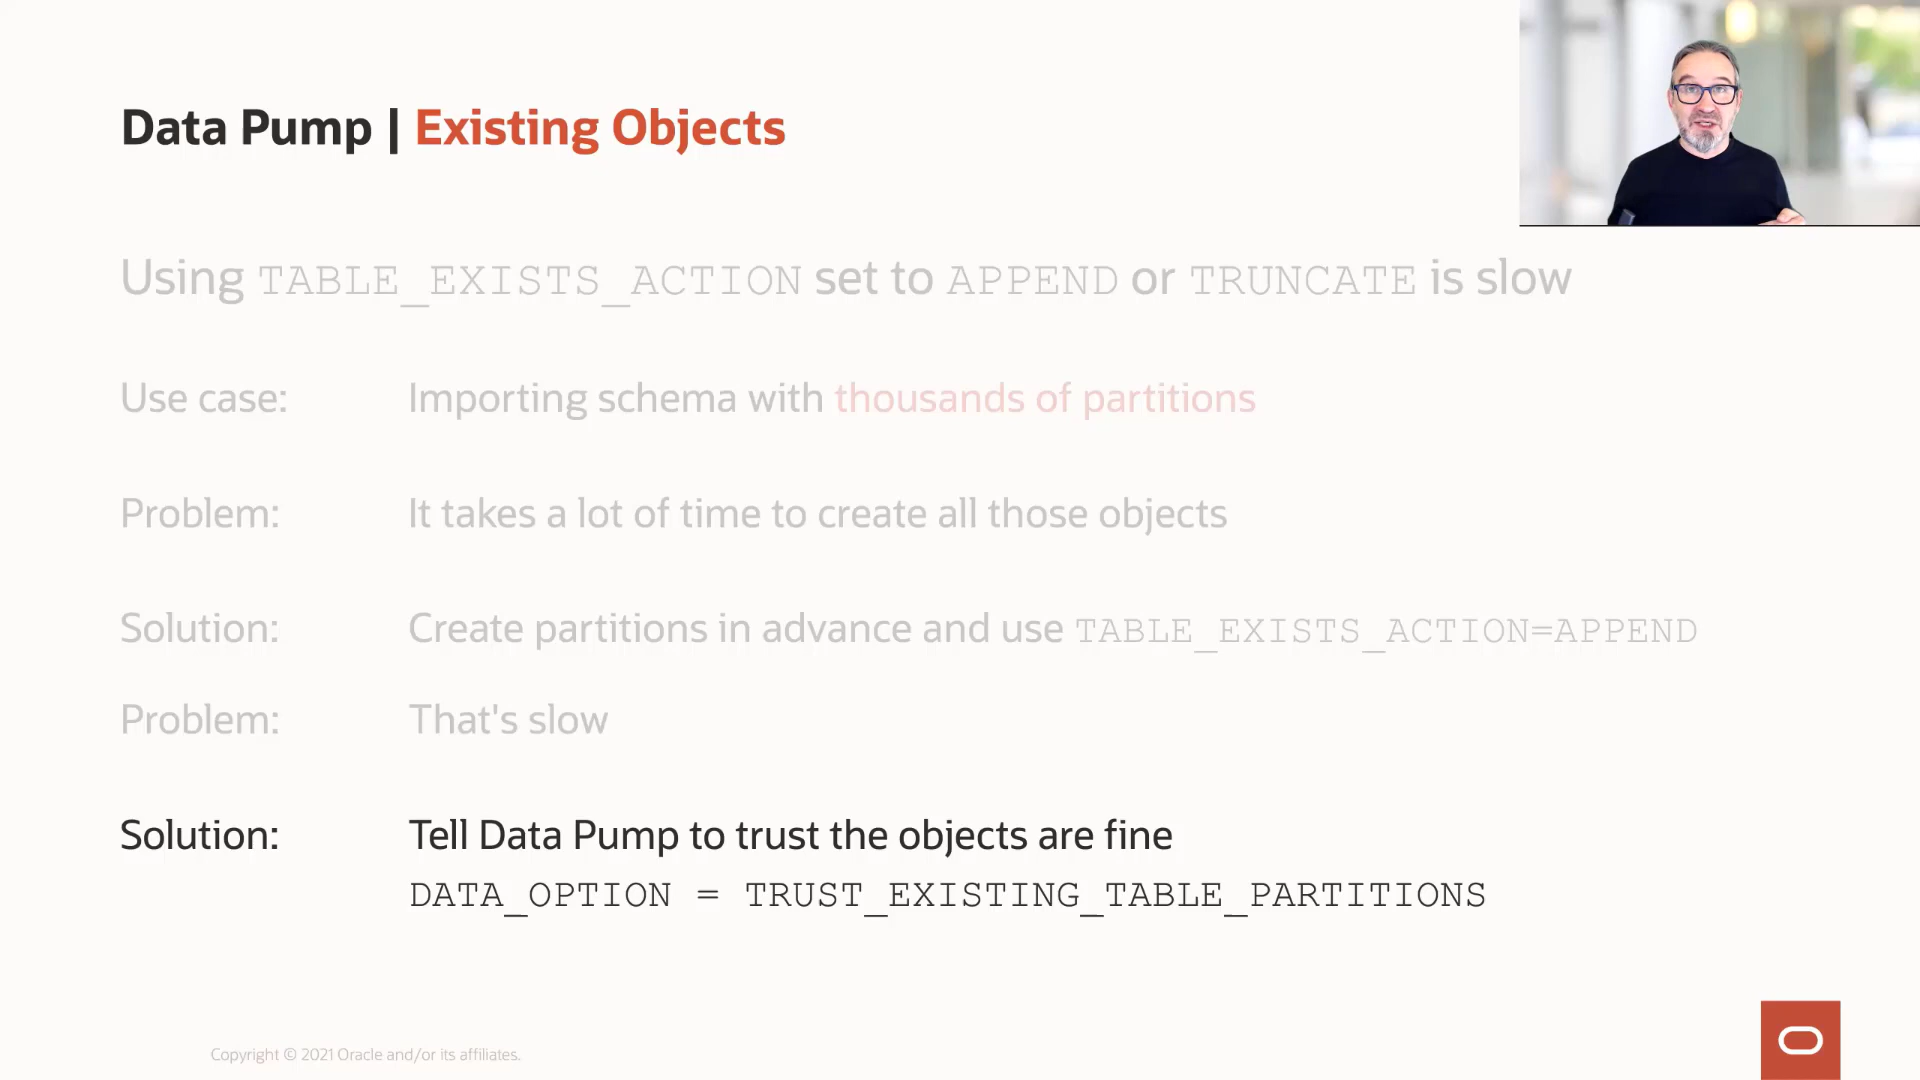 Data Pump | Existing Objects
Using TABLE_EXISTS_ACTION set to APPEND or TRUNCATE is slow
Use case: Importing schema with thousands of partitions
Problem: It takes a lot of time to create all those objects
Solution: Create partitions in advance and use TABLE_EXISTS_ACTION=APPEND
Problem: That's slow
Solution: Tell Data Pump to trust the objects are fine
DATA_OPTION = TRUST_EXISTING_TABLE_PARTITIONS
Copyright © 2021 Oracle and/or its affiliates.